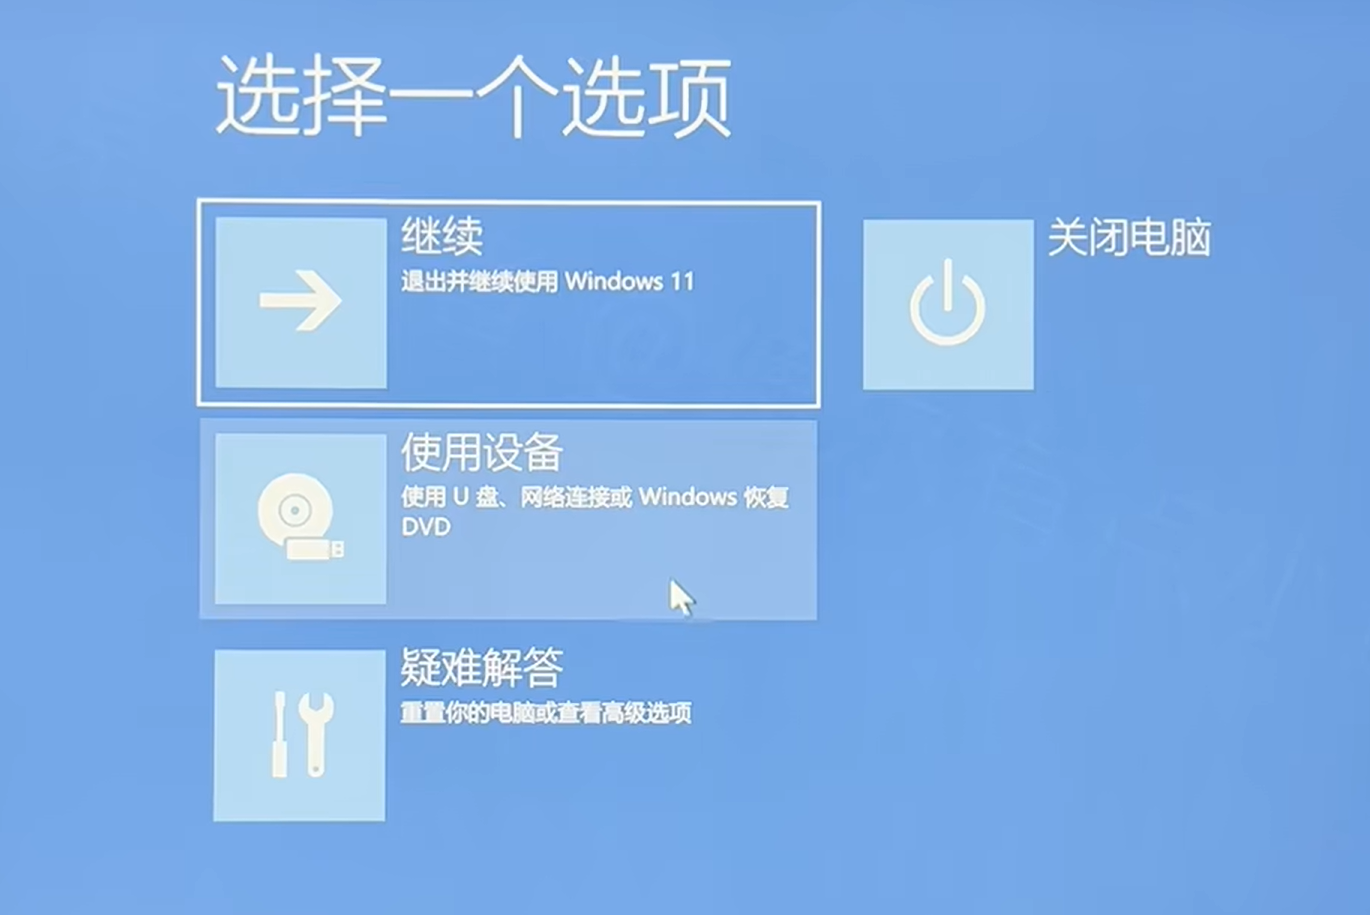 选择一个选项
继续
退出并继续使用 Windows 11
关闭电脑
使用设备
使用 U 盘、网络连接或 Windows 恢复
DVD
疑难解答
重置你的电脑或查看高级选项